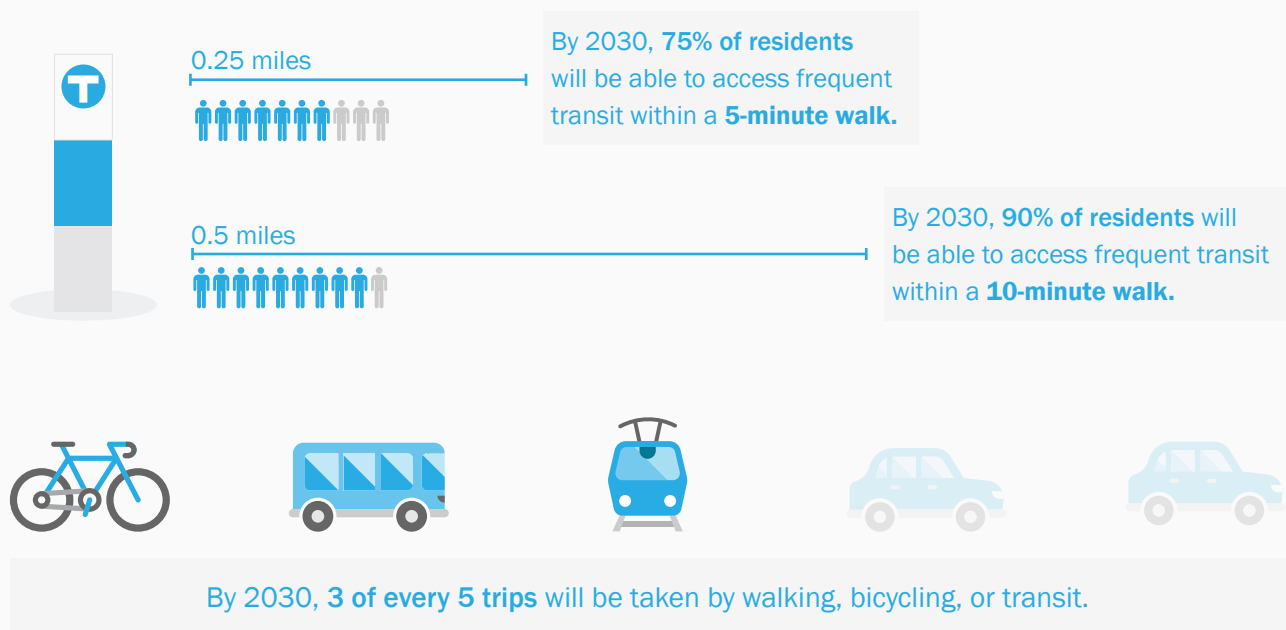 T
0.25 miles
By 2030, 75% of residents
will be able to access frequent
transit within a 5-minute walk.
0.5 miles
By 2030, 90% of residents will
be able to access frequent transit
within a 10-minute walk.
By 2030, 3 of every 5 trips will be taken by walking, bicycling, or transit.